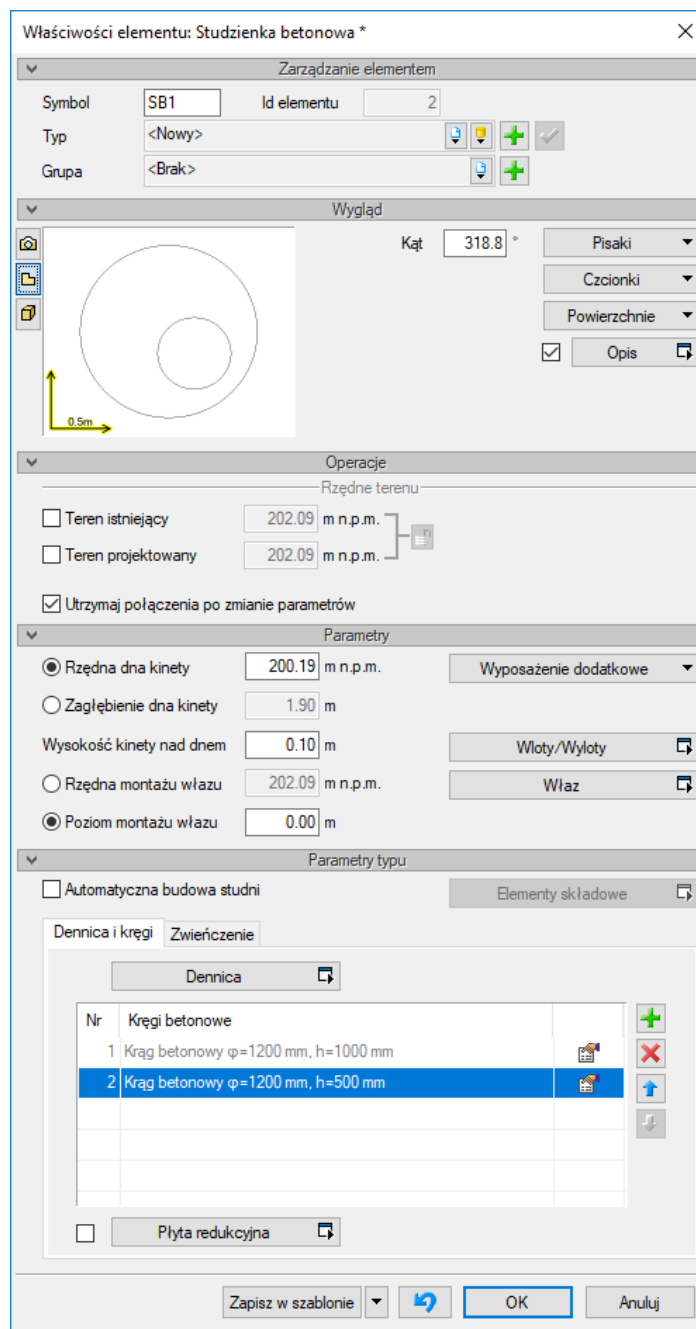 Właściwości elementu: Studzienka betonowa *
Zarządzanie elementem
Symbol SB1 Id elementu 2
Typ <Nowy>
Grupa <Brak>
Wygląd
Kąt 318.8 ° Pisaki
Czcionki
Powierzchnie
Opis
0.5m
Operacje
Rzędne terenu
Teren istniejący 202.09 m n.p.m.
Teren projektowany 202.09 m n.p.m.
Utrzymaj połączenia po zmianie parametrów
Parametry
Rzędna dna kinety 200.19 m n.p.m. Wyposażenie dodatkowe
Zagłębienie dna kinety 1.90 m
Wysokość kinety nad dnem 0.10 m Wloty/Wyloty
Rzędna montażu włazu 202.09 m n.p.m. Właz
Poziom montażu włazu 0.00 m
Parametry typu
Automatyczna budowa studni Elementy składowe
Dennica i kręgi Zwieńczenie
Dennica
Nr Kręgi betonowe
1 Krąg betonowy φ=1200 mm, h=1000 mm
2 Krąg betonowy φ=1200 mm, h=500 mm
Płyta redukcyjna
Zapisz w szablonie OK Anuluj